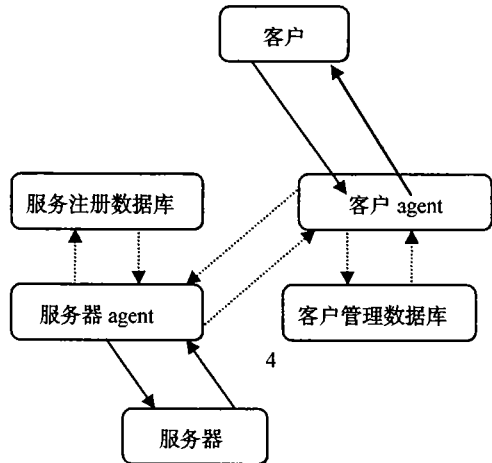 客户
服务注册数据库
客户 agent
服务器 agent
客户管理数据库
4
服务器